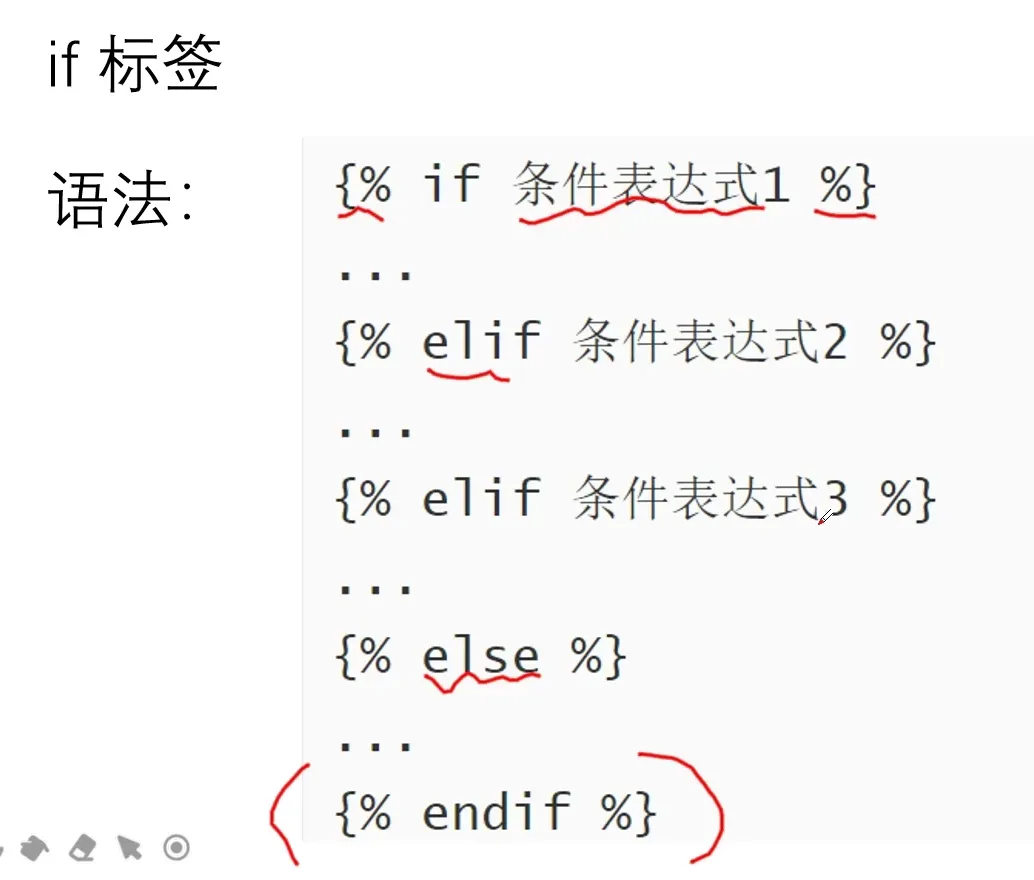 if 标签
语法：
{% if 条件表达式1 %}
...
{% elif 条件表达式2 %}
...
{% elif 条件表达式3 %}
...
{% else %}
...
{% endif %}